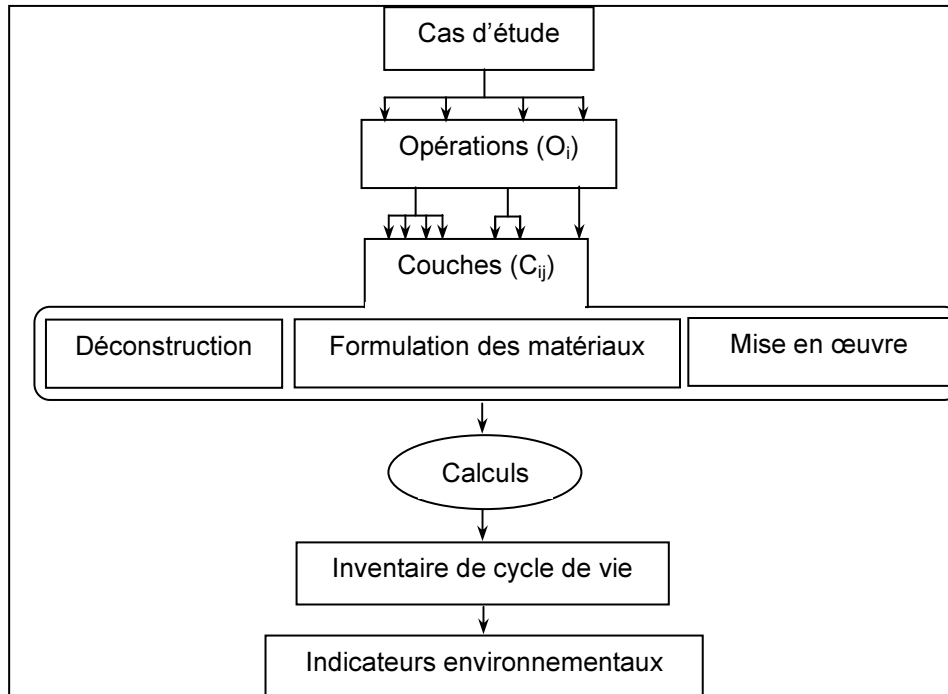 Cas d’étude
Opérations (Oi)
Couches (Cij)
Déconstruction
Formulation des matériaux
Mise en œuvre
Calculs
Inventaire de cycle de vie
Indicateurs environnementaux